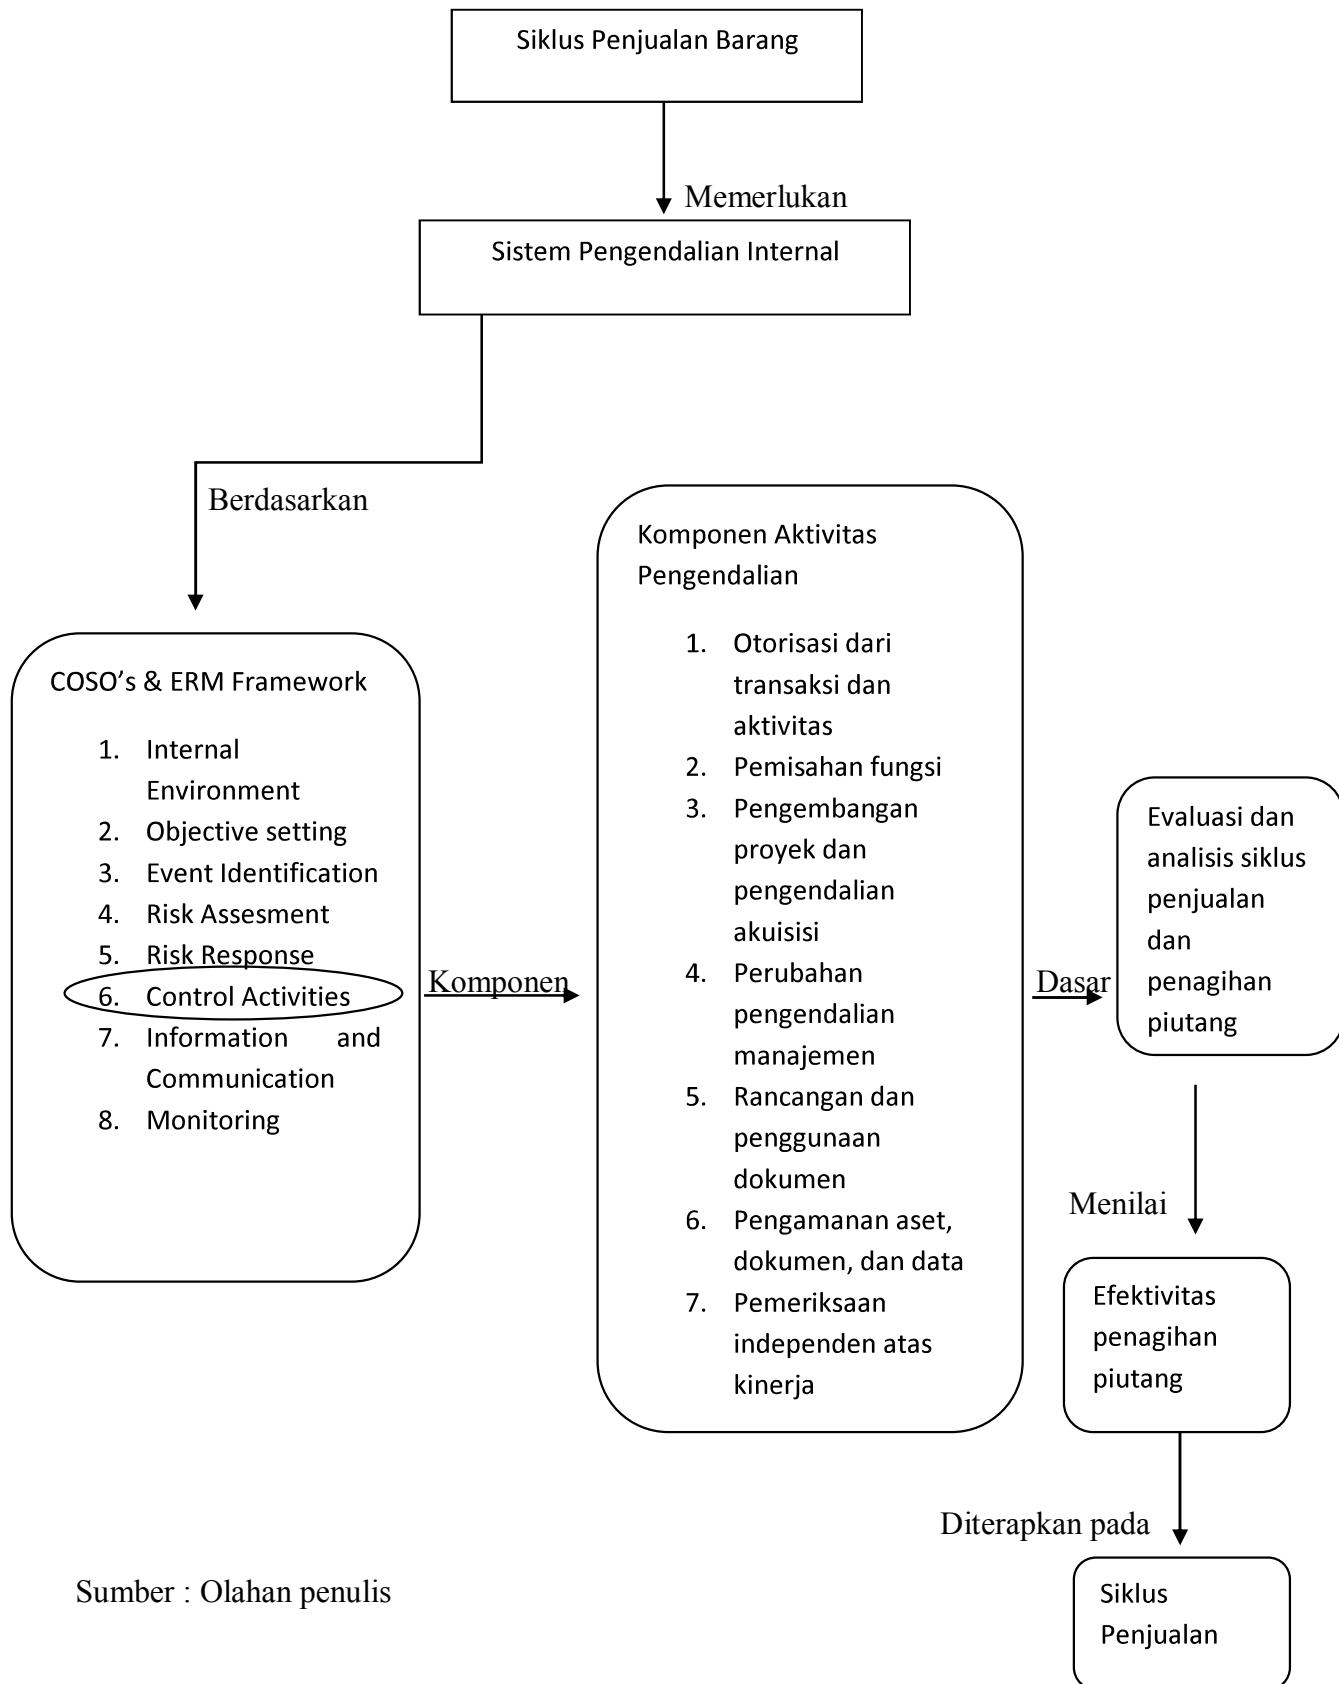 Siklus Penjualan Barang
Memerlukan
Sistem Pengendalian Internal
Berdasarkan
COSO's & ERM Framework
1. Internal
Environment
2. Objective setting
3. Event Identification
4. Risk Assesment
5. Risk Response
6. Control Activities
7. Information and
Communication
8. Monitoring
Komponen
Komponen Aktivitas
Pengendalian
1. Otorisasi dari
transaksi dan
aktivitas
2. Pemisahan fungsi
3. Pengembangan
proyek dan
pengendalian
akuisisi
4. Perubahan
pengendalian
manajemen
5. Rancangan dan
penggunaan
dokumen
6. Pengamanan aset,
dokumen, dan data
7. Pemeriksaan
independen atas
kinerja
Dasar
Evaluasi dan
analisis siklus
penjualan
dan
penagihan
piutang
Menilai
Efektivitas
penagihan
piutang
Diterapkan pada
Siklus
Penjualan
Sumber : Olahan penulis